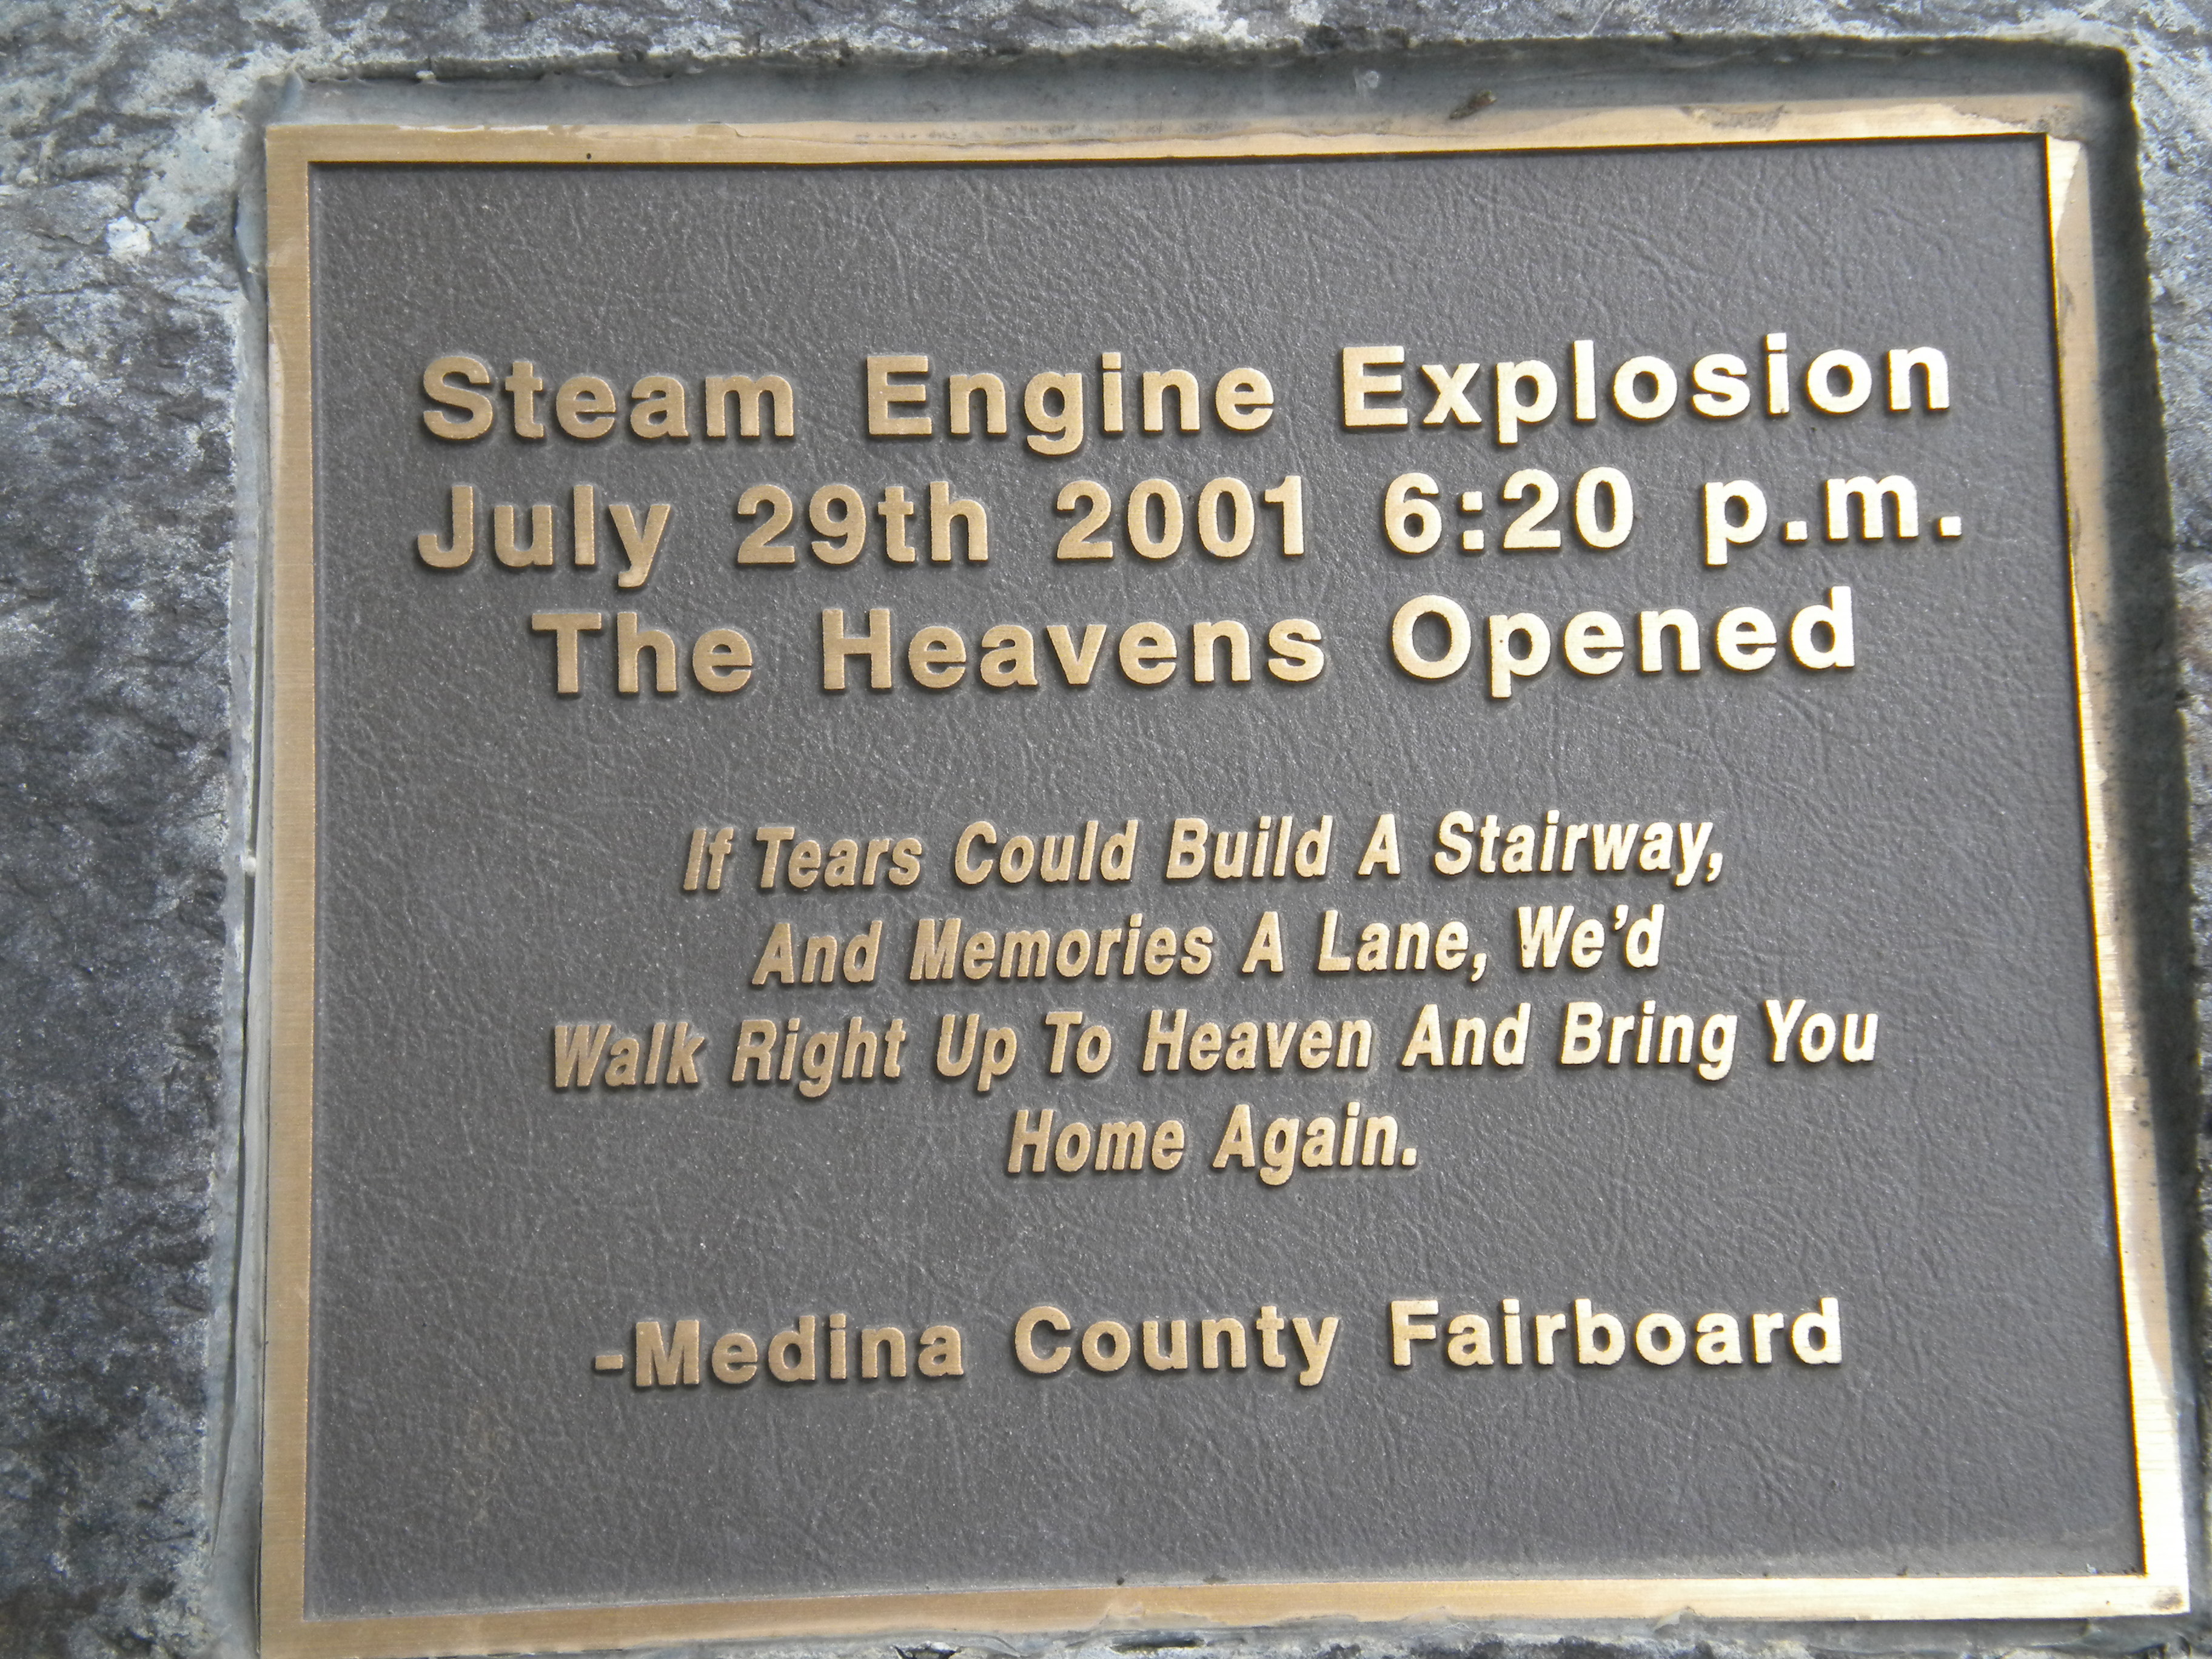 Steam Engine Explosion
July 29th 2001 6:20 p.m.
The Heavens Opened
If Tears Could Build A Stairway,
And Memories A Lane, We'd
Walk Right Up To Heaven And Bring You
Home Again.
-Medina County Fairboard